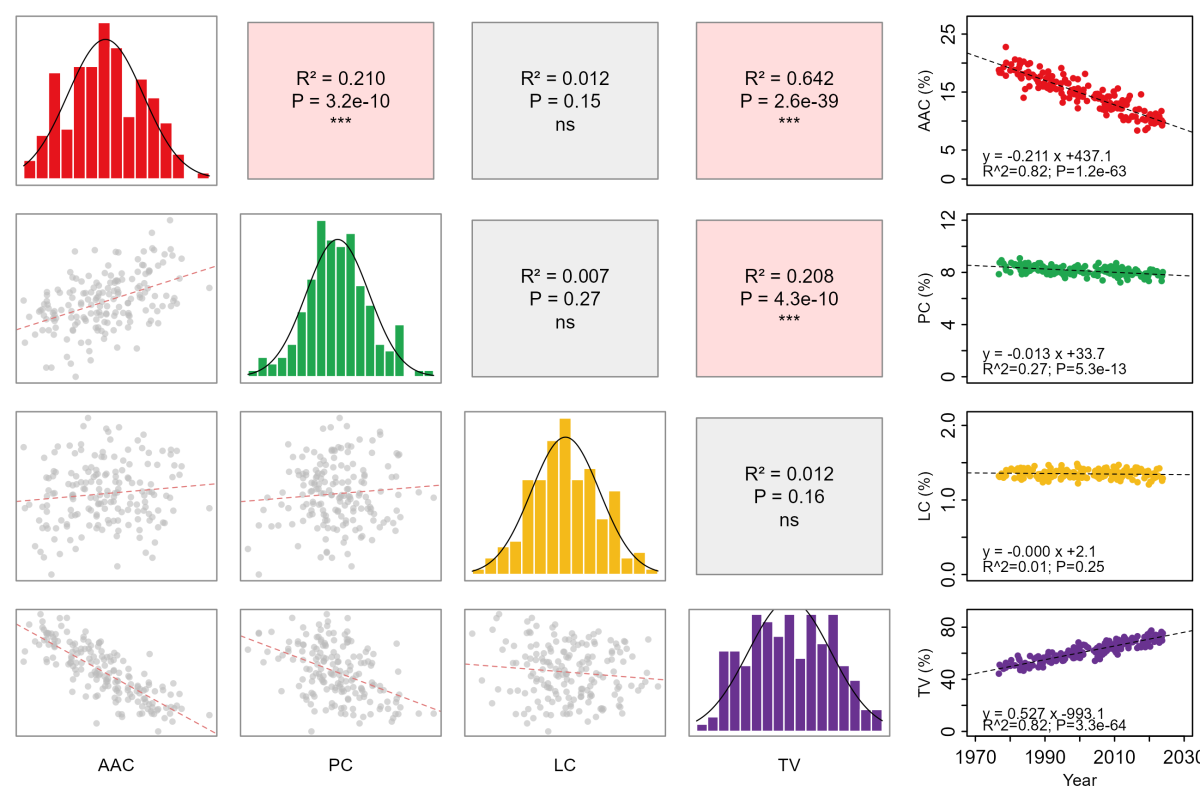 R² = 0.210
P = 3.2e-10
***
R² = 0.012
P = 0.15
ns
R² = 0.642
P = 2.6e-39
***
AAC (%)
25
15
5
0
y = -0.211 x +437.1
R^2=0.82; P=1.2e-63
R² = 0.007
P = 0.27
ns
R² = 0.208
P = 4.3e-10
***
PC (%)
12
8
4
0
y = -0.013 x +33.7
R^2=0.27; P=5.3e-13
R² = 0.012
P = 0.16
ns
LC (%)
2.0
1.0
0.0
y = -0.000 x +2.1
R^2=0.01; P=0.25
TV (%)
80
40
0
y = 0.527 x -993.1
R^2=0.82; P=3.3e-64
1970 1990 2010 2030
Year
AAC PC LC TV